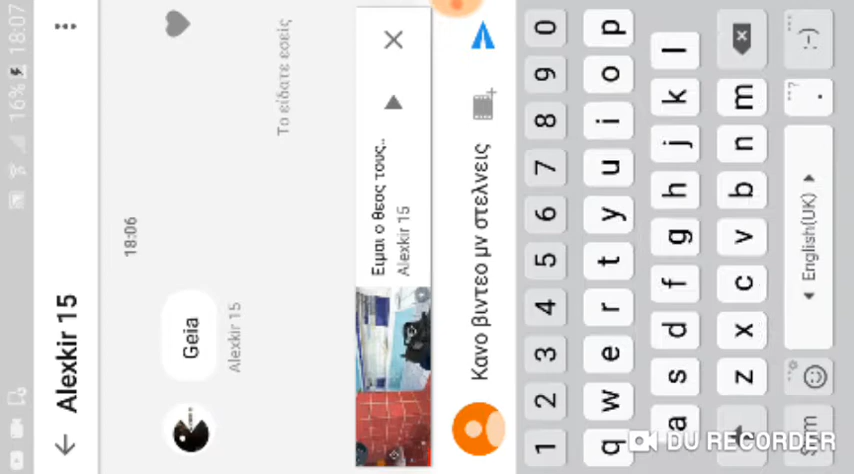 18:07
16%
Alexkir 15
18:06
Geia
Alexkir 15
Το είδατε εσείς
Ειμαι ο θεος τους..
Alexkir 15
Κανο βιντεο μν στελνεις
1 2 3 4 5 6 7 8 9 0
q w e r t y u i o p
a s d f g h j k l
z x c v b n m
Sym
English(UK)
. :-)
DU RECORDER